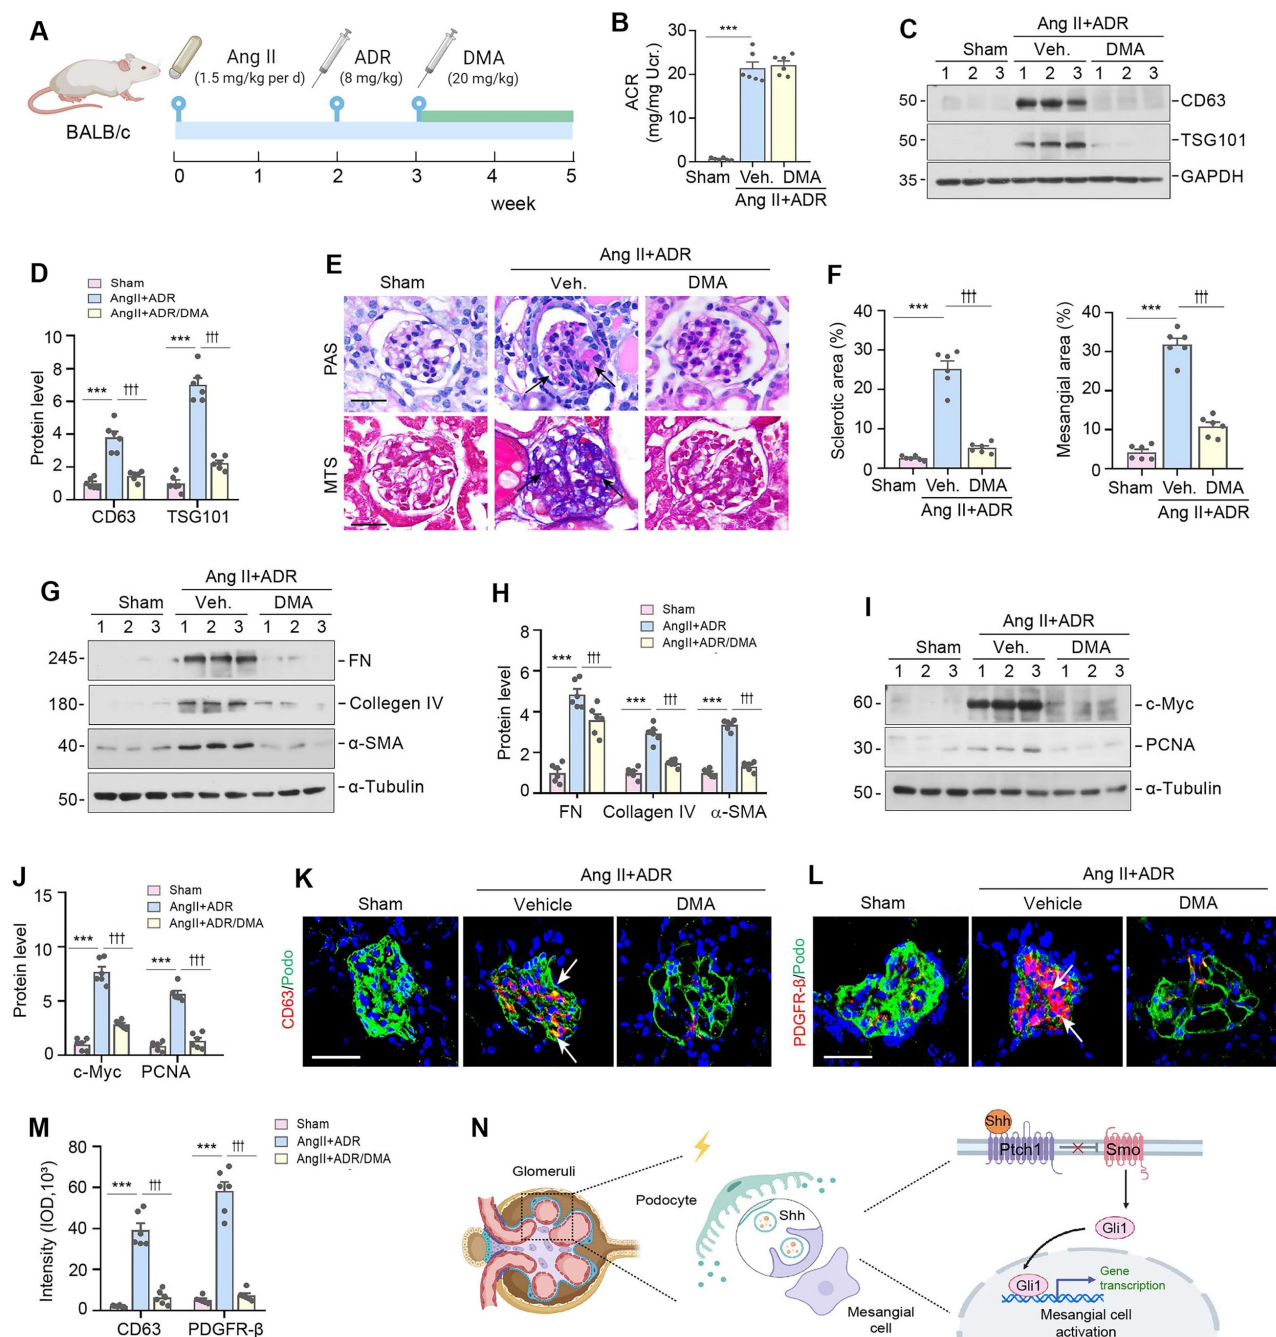 A
Ang II
(1.5 mg/kg per d)
ADR
(8 mg/kg)
DMA
(20 mg/kg)
BALB/c
0 1 2 3 4 5
week
B
ACR
(mg/mg Ucr.)
30
20
10
0
Sham Veh. DMA
Ang II+ADR
***
C
Ang II+ADR
Sham Veh. DMA
1 2 3 1 2 3 1 2 3
50 CD63
50 TSG101
35 GAPDH
D
Sham
AngII+ADR
AngII+ADR/DMA
Protein level
10
8
6
4
2
0
*** ††† *** †††
CD63 TSG101
E
Ang II+ADR
Sham Veh. DMA
PAS
MTS
F
Sclerotic area (%)
40
30
20
10
0
*** †††
Sham Veh. DMA
Ang II+ADR
Mesangial area (%)
40
30
20
10
0
*** †††
Sham Veh. DMA
Ang II+ADR
G
Ang II+ADR
Sham Veh. DMA
1 2 3 1 2 3 1 2 3
245 FN
180 Collegen IV
40 α-SMA
50 α-Tubulin
H
Sham
AngII+ADR
AngII+ADR/DMA
Protein level
8
6
4
2
0
*** ††† *** ††† *** †††
FN Collagen IV α-SMA
I
Ang II+ADR
Sham Veh. DMA
1 2 3 1 2 3 1 2 3
60 c-Myc
30 PCNA
50 α-Tubulin
J
Sham
AngII+ADR
AngII+ADR/DMA
Protein level
15
10
5
0
*** ††† *** †††
c-Myc PCNA
K
Ang II+ADR
Sham Vehicle DMA
CD63/Podo
L
Ang II+ADR
Sham Vehicle DMA
PDGFR-β/Podo
M
Sham
AngII+ADR
AngII+ADR/DMA
Intensity (IOD,10³)
80
60
40
20
0
*** ††† *** †††
CD63 PDGFR-β
N
Glomeruli
Podocyte
Shh
Mesangial
cell
Shh
Ptch1
Smo
Gli1
Gli1
Gene
transcription
Mesangial cell
activation